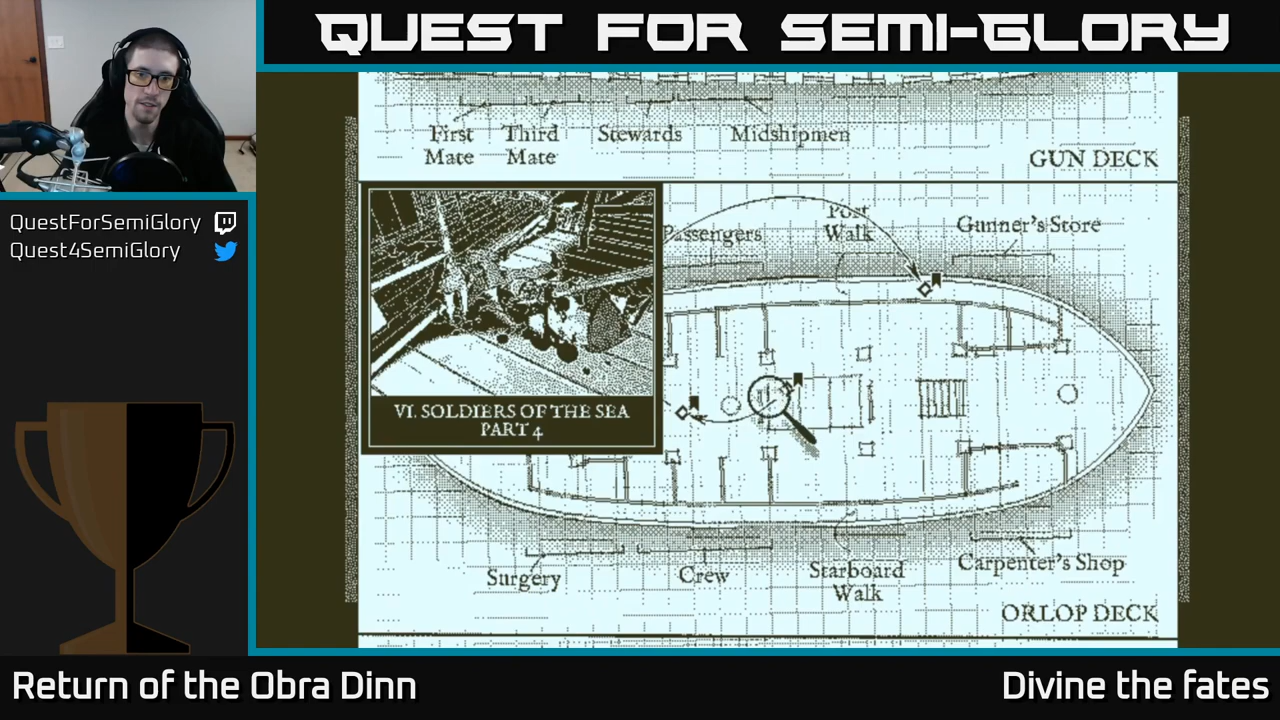 QUEST FOR SEMI-GLORY
QuestForSemiGlory
Quest4SemiGlory
First Mate
Third Mate
Stewards
Midshipmen
GUN DECK
Passengers
Port Walk
Gunner's Store
VI. SOLDIERS OF THE SEA
PART 4
Surgery
Crew
Starboard Walk
Carpenter's Shop
ORLOP DECK
Return of the Obra Dinn
Divine the fates